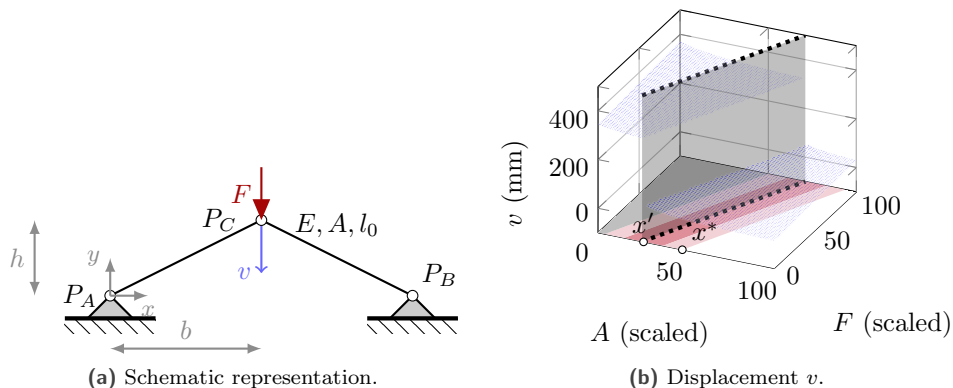 F
P_C
E, A, l_0
h
y
v
P_A
x
P_B
b
(a) Schematic representation.
v (mm)
400
200
0
x′
x*
0
50
100
0
50
100
A (scaled)
F (scaled)
(b) Displacement v.